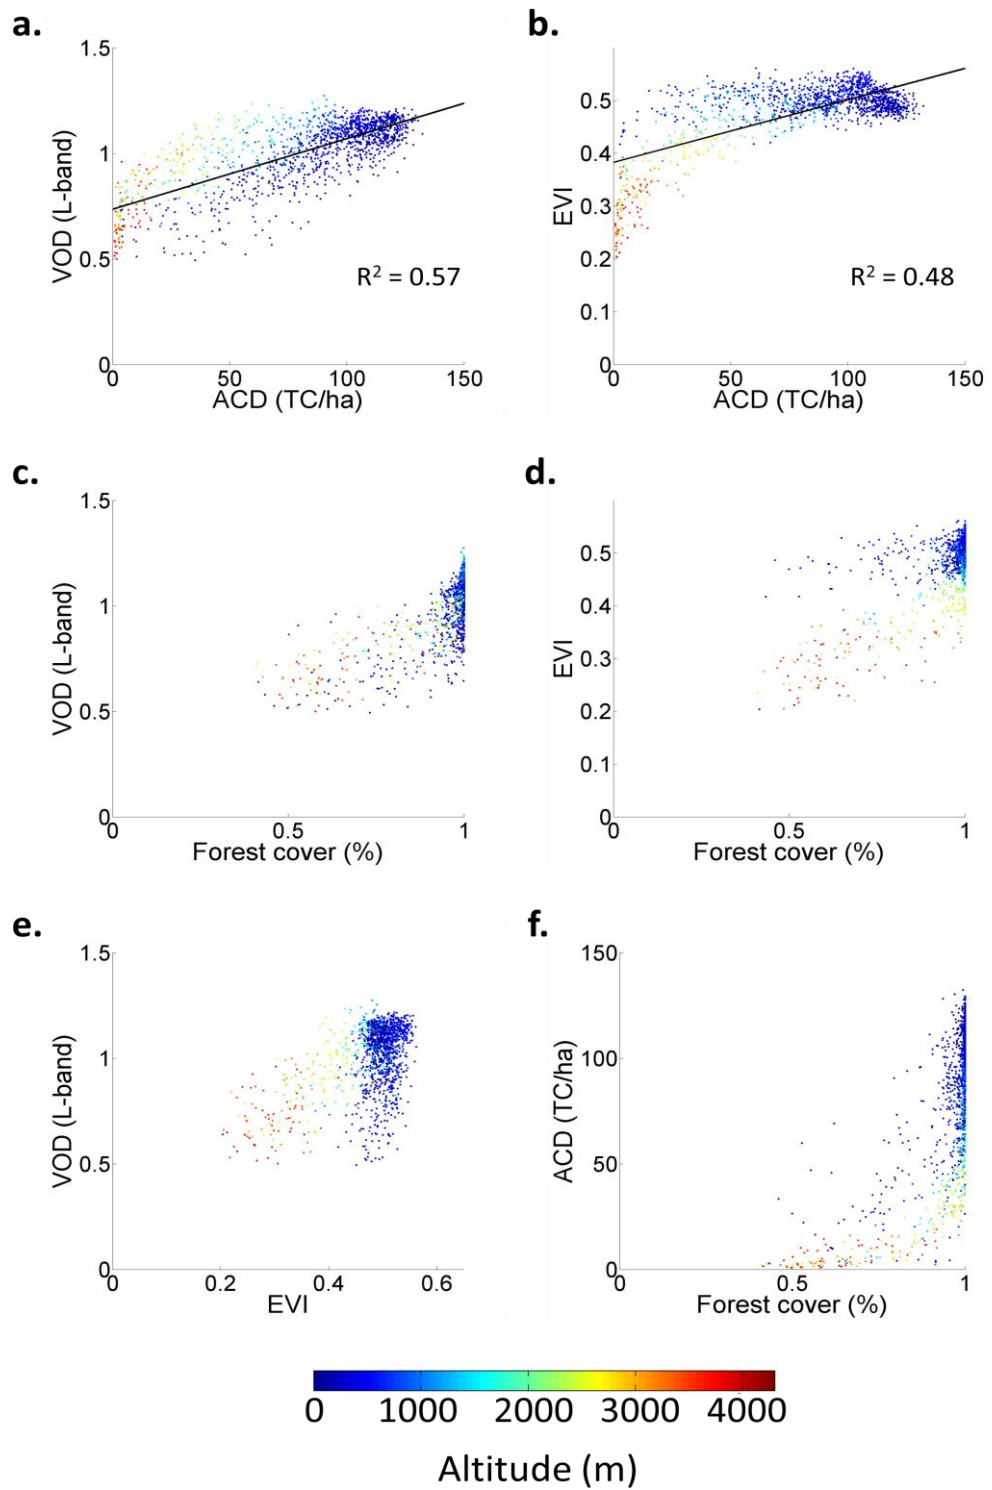 a.
b.
1.5
1
0.5
0
VOD (L-band)
R² = 0.57
0 50 100 150
ACD (TC/ha)
0.5
0.4
0.3
0.2
0.1
0
EVI
R² = 0.48
0 50 100 150
ACD (TC/ha)
c.
d.
1.5
1
0.5
0
VOD (L-band)
0 0.5 1
Forest cover (%)
0.5
0.4
0.3
0.2
0.1
0
EVI
0 0.5 1
Forest cover (%)
e.
f.
1.5
1
0.5
0
VOD (L-band)
0 0.2 0.4 0.6
EVI
150
100
50
0
ACD (TC/ha)
0 0.5 1
Forest cover (%)
0 1000 2000 3000 4000
Altitude (m)